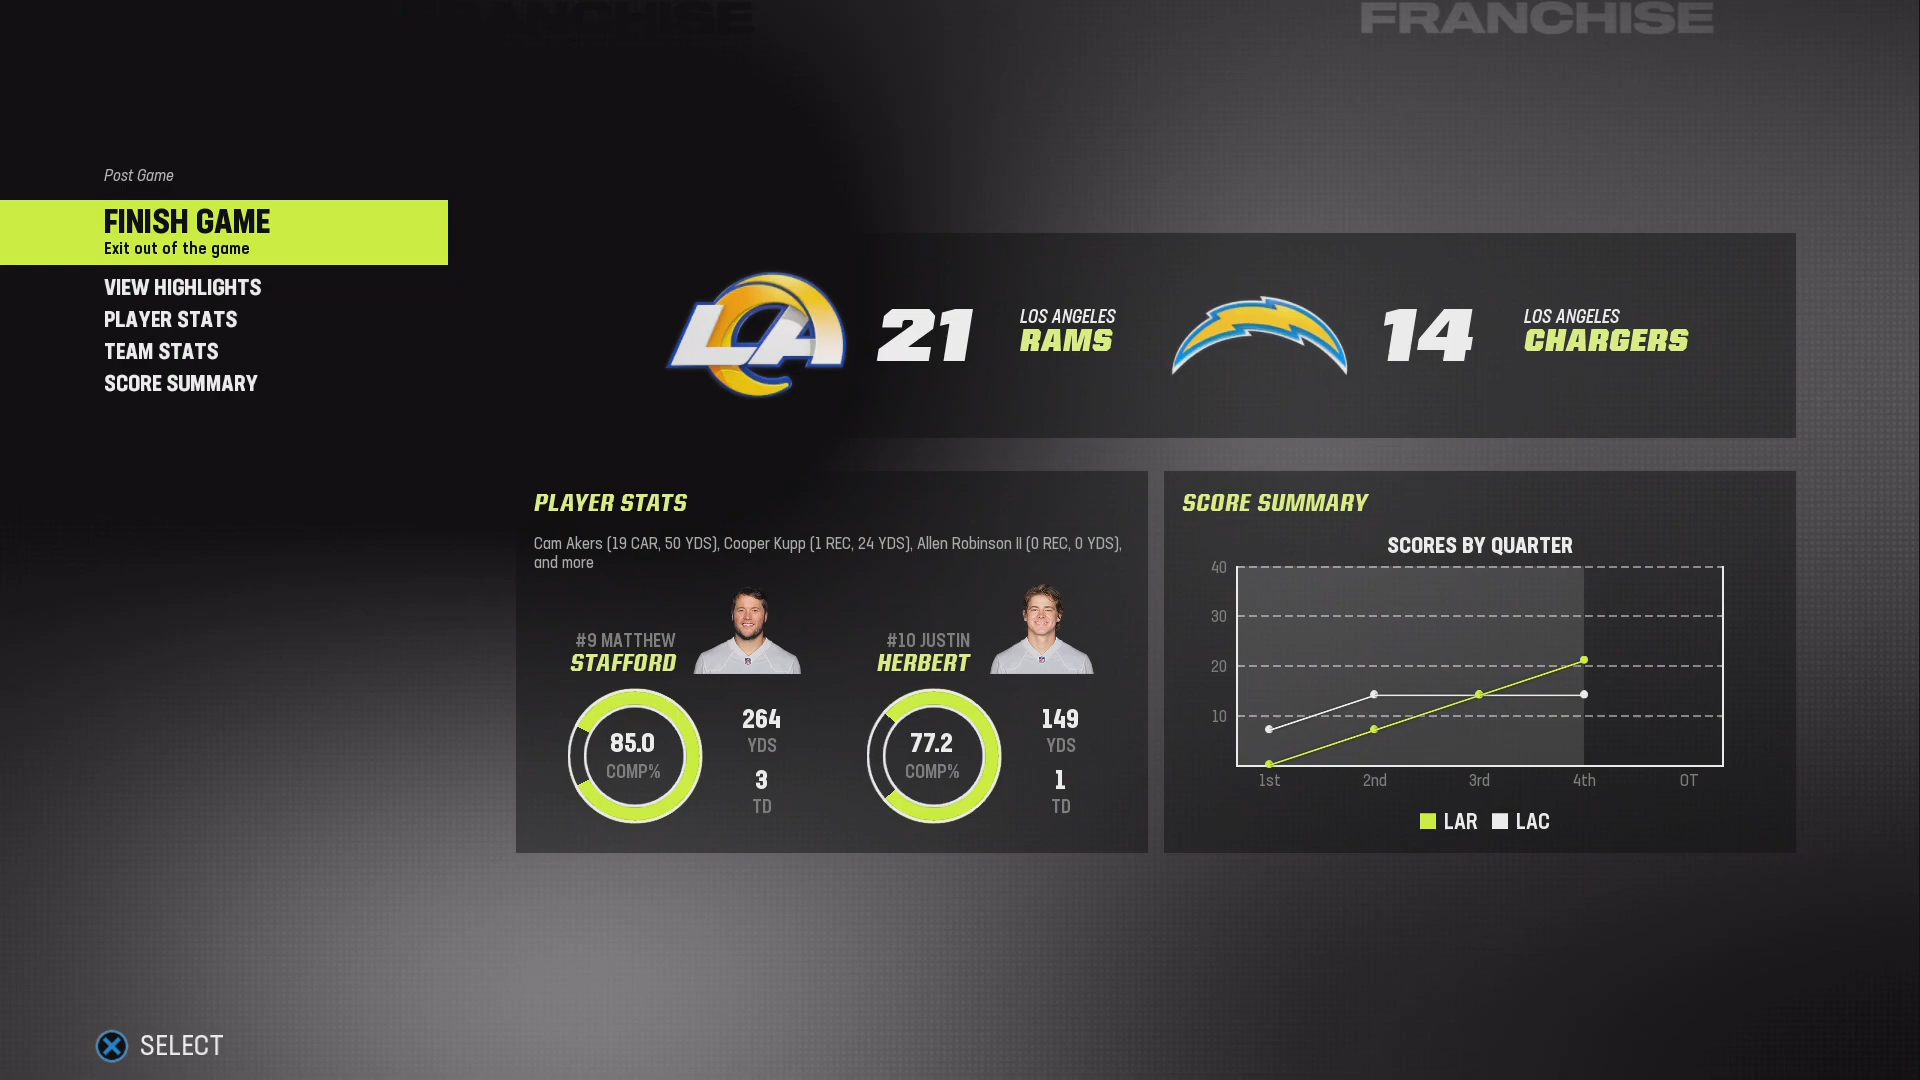 FRANCHISE
FRANCHISE
Post Game
FINISH GAME
Exit out of the game
VIEW HIGHLIGHTS
PLAYER STATS
TEAM STATS
SCORE SUMMARY
LA
21
LOS ANGELES
RAMS
14
LOS ANGELES
CHARGERS
PLAYER STATS
Cam Akers (19 CAR, 50 YDS), Cooper Kupp (1 REC, 24 YDS), Allen Robinson II (0 REC, 0 YDS),
and more
#9 MATTHEW
STAFFORD
85.0
COMP%
264
YDS
3
TD
#10 JUSTIN
HERBERT
77.2
COMP%
149
YDS
1
TD
SCORE SUMMARY
SCORES BY QUARTER
40
30
20
10
1st 2nd 3rd 4th OT
LAR LAC
SELECT